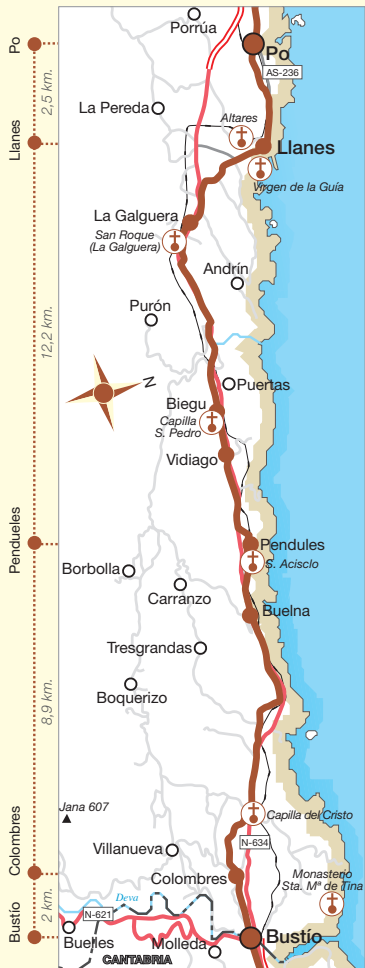 Po
2,5 km.
Llanes
12,2 km.
Pendueles
8,9 km.
Colombres
2 km.
Bustío
Porrúa
Po
AS-236
La Pereda
Altares
Llanes
Virgen de la Guía
La Galguera
San Roque
(La Galguera)
Andrín
Purón
N
Puertas
Biegu
Capilla
S. Pedro
Vidiago
Pendules
S. Acisclo
Borbolla
Carranzo
Buelna
Tresgrandas
Boquerizo
Jana 607
Capilla del Cristo
N-634
Villanueva
Monasterio
Sta. Mª de Tina
Colombres
Deva
N-621
Buelles
Molleda
Bustío
CANTABRIA